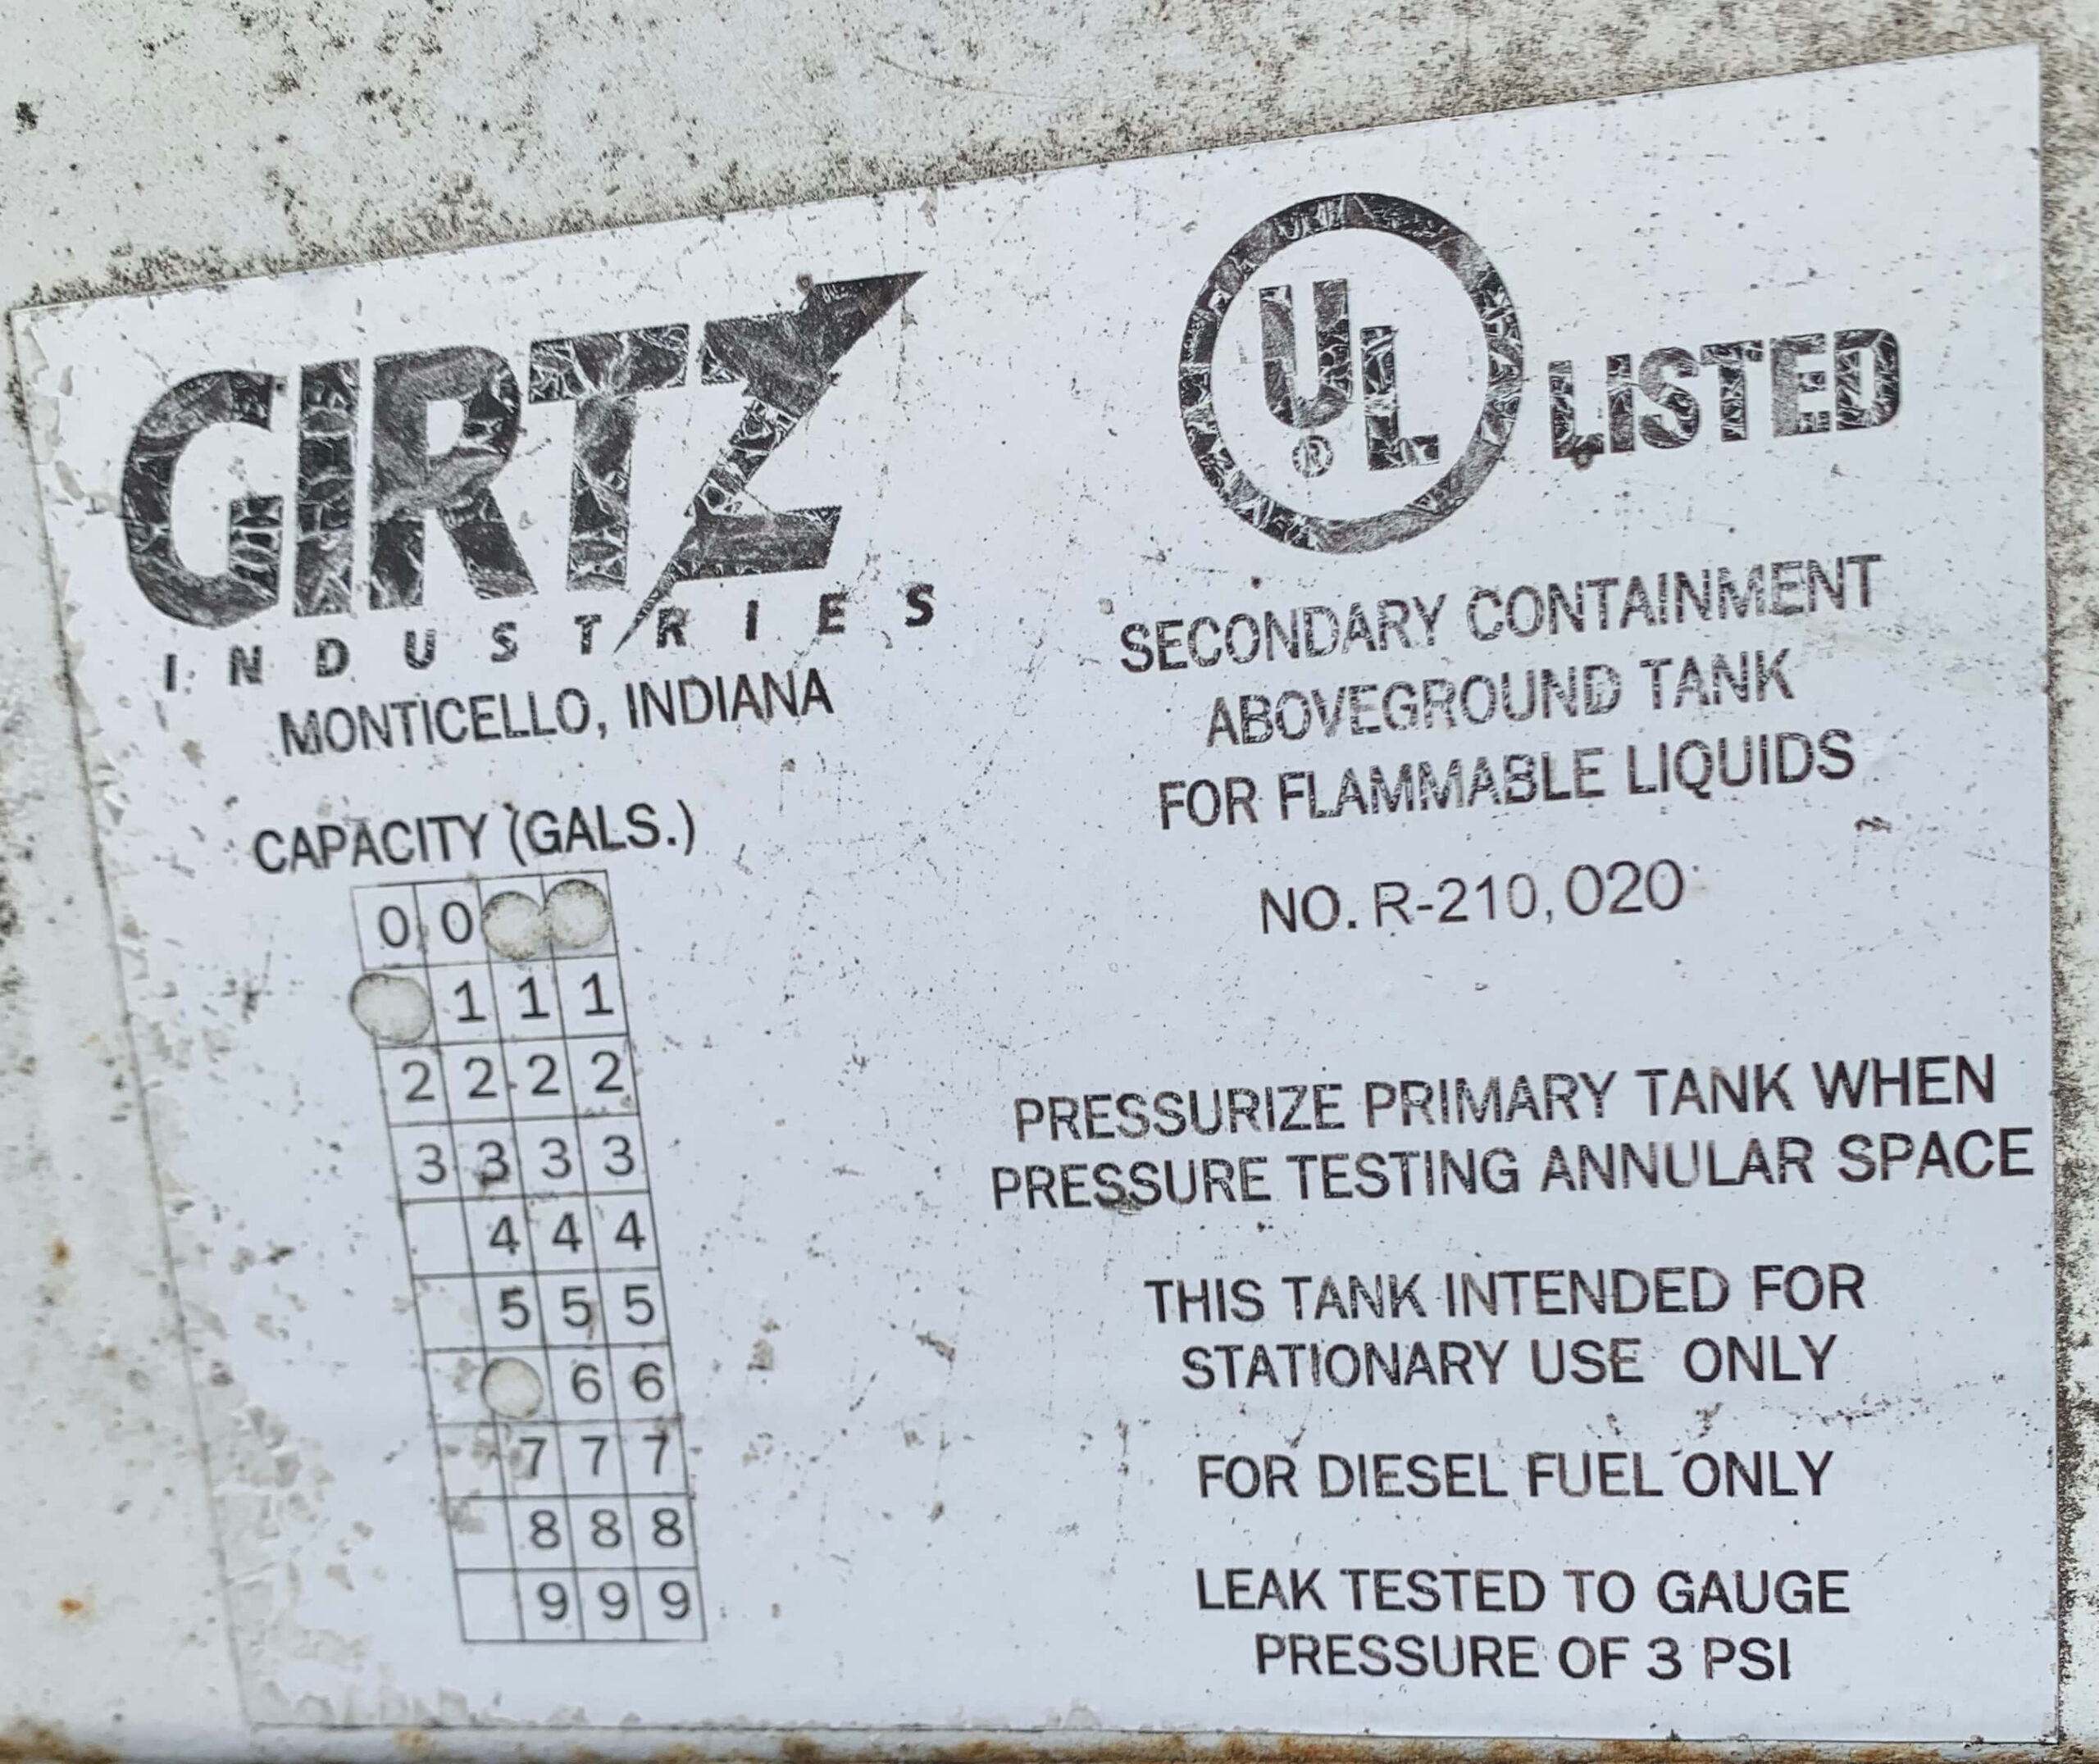 GIRTZ
INDUSTRIES
MONTICELLO, INDIANA
CAPACITY (GALS.)
0 0
1 1 1
2 2 2 2
3 3 3 3
4 4 4
5 5 5
6 6
7 7 7
8 8 8
9 9 9
UL ® LISTED
SECONDARY CONTAINMENT
ABOVEGROUND TANK
FOR FLAMMABLE LIQUIDS
NO. R-210,020
PRESSURIZE PRIMARY TANK WHEN
PRESSURE TESTING ANNULAR SPACE
THIS TANK INTENDED FOR
STATIONARY USE ONLY
FOR DIESEL FUEL ONLY
LEAK TESTED TO GAUGE
PRESSURE OF 3 PSI